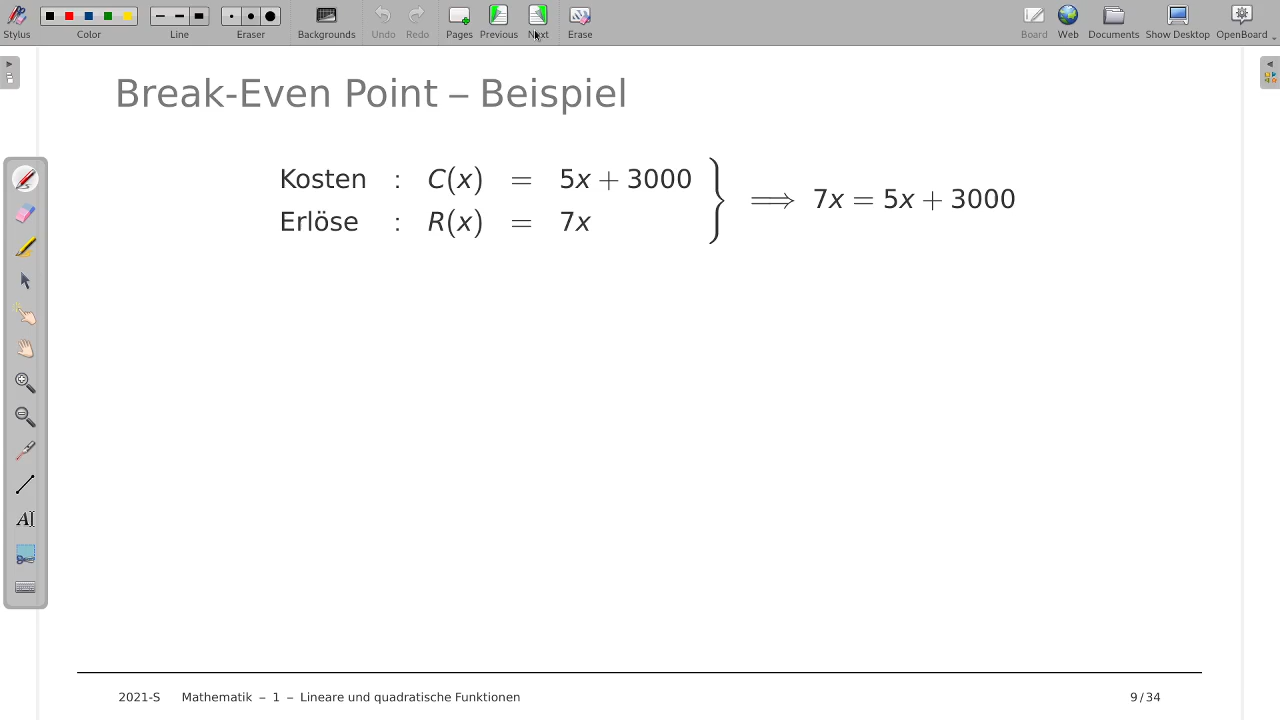 Stylus Color Line Eraser Backgrounds Undo Redo Pages Previous Next Erase Board Web Documents Show Desktop OpenBoard
Break-Even Point – Beispiel
Kosten : C(x) = 5x + 3000
Erlöse : R(x) = 7x
⟹ 7x = 5x + 3000
2021-S Mathematik – 1 – Lineare und quadratische Funktionen 9 / 34